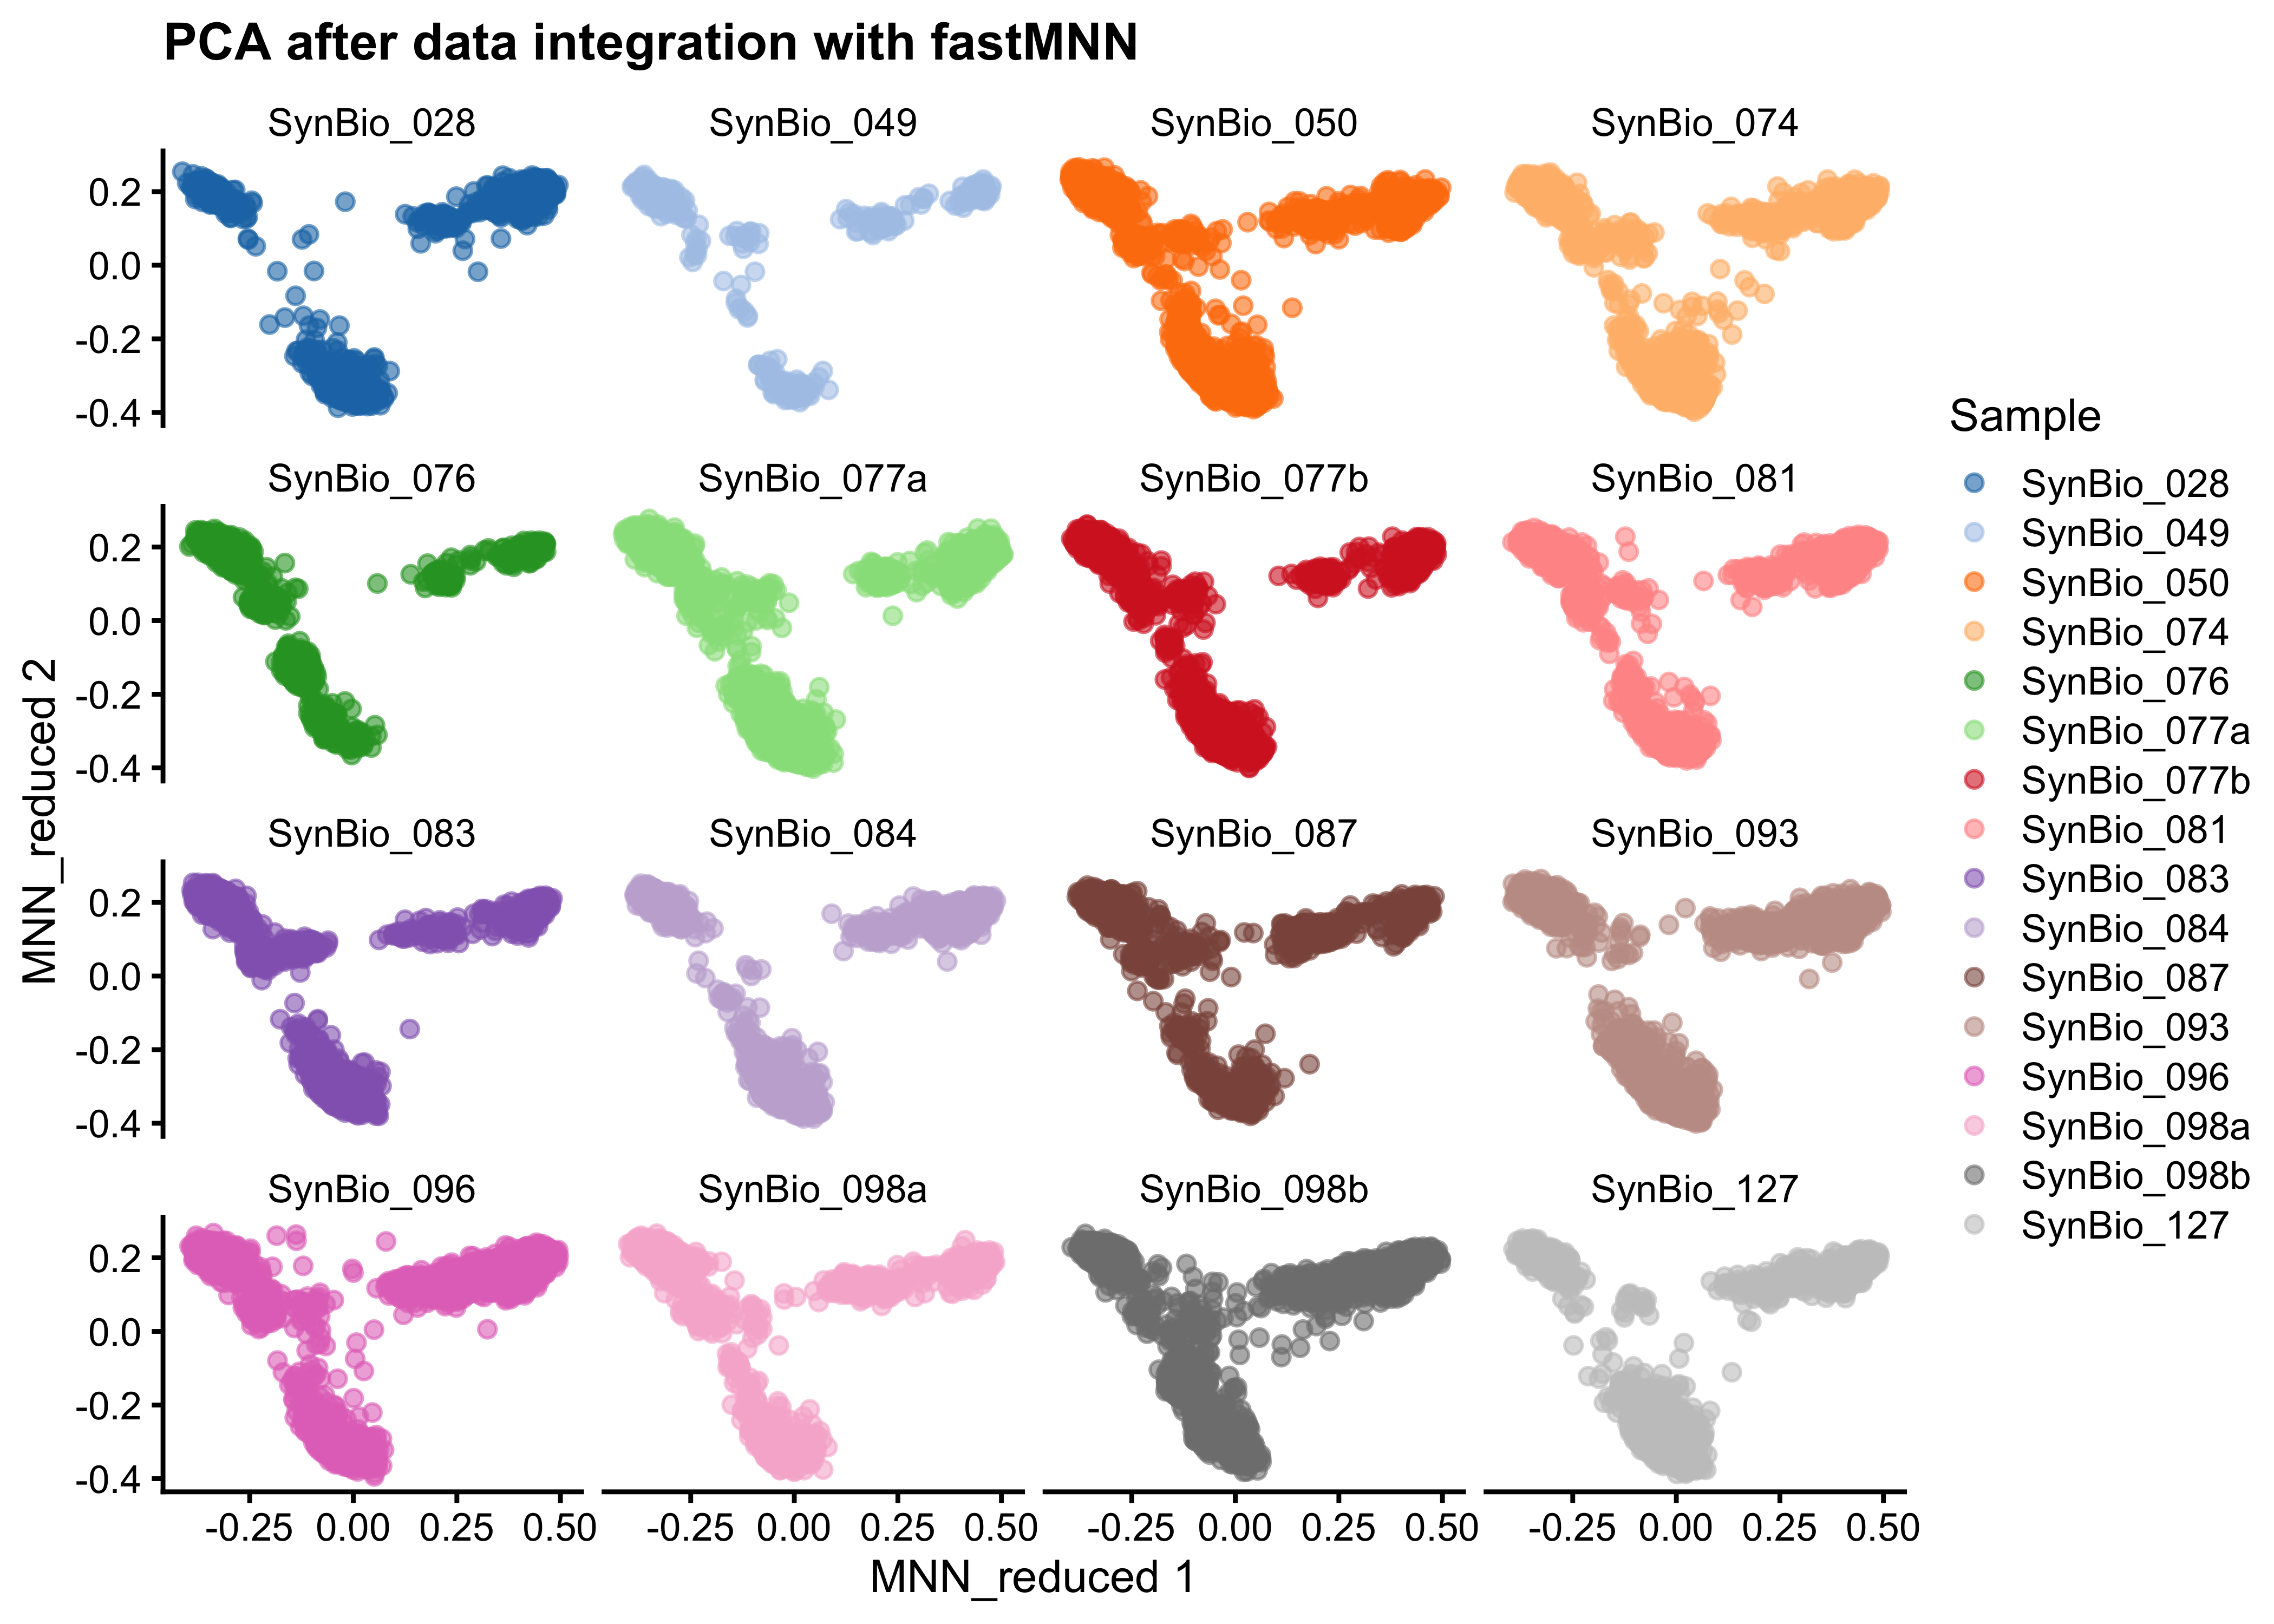 PCA after data integration with fastMNN
SynBio_028 SynBio_049 SynBio_050 SynBio_074
0.2
0.0
-0.2
-0.4
SynBio_076 SynBio_077a SynBio_077b SynBio_081
0.2
0.0
-0.2
-0.4
SynBio_083 SynBio_084 SynBio_087 SynBio_093
0.2
0.0
-0.2
-0.4
SynBio_096 SynBio_098a SynBio_098b SynBio_127
0.2
0.0
-0.2
-0.4
-0.25 0.00 0.25 0.50 -0.25 0.00 0.25 0.50 -0.25 0.00 0.25 0.50 -0.25 0.00 0.25 0.50
MNN_reduced 1
MNN_reduced 2
Sample
SynBio_028
SynBio_049
SynBio_050
SynBio_074
SynBio_076
SynBio_077a
SynBio_077b
SynBio_081
SynBio_083
SynBio_084
SynBio_087
SynBio_093
SynBio_096
SynBio_098a
SynBio_098b
SynBio_127